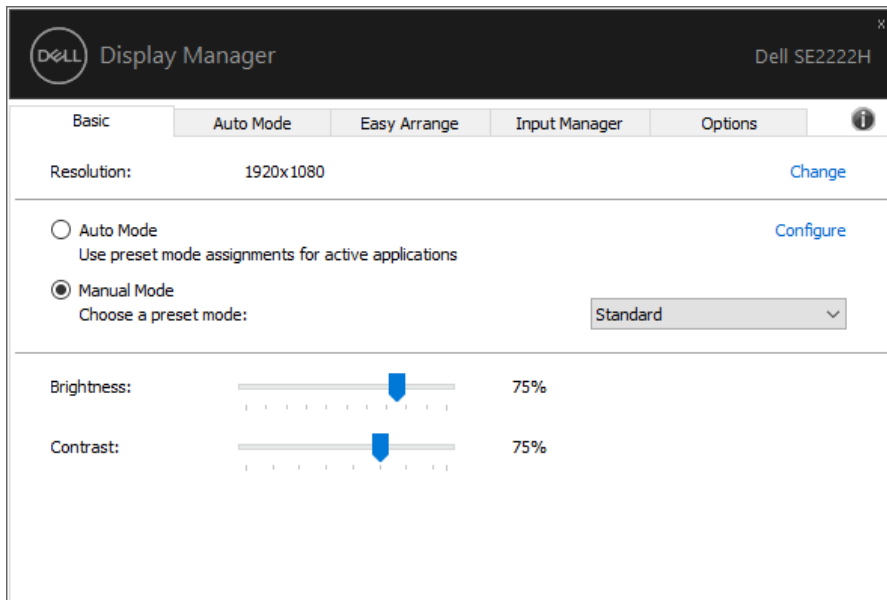 DELL Display Manager
x
Dell SE2222H
Basic
Auto Mode
Easy Arrange
Input Manager
Options
i
Resolution: 1920x1080 Change
Auto Mode Configure
Use preset mode assignments for active applications
Manual Mode
Choose a preset mode: Standard
Brightness: 75%
Contrast: 75%